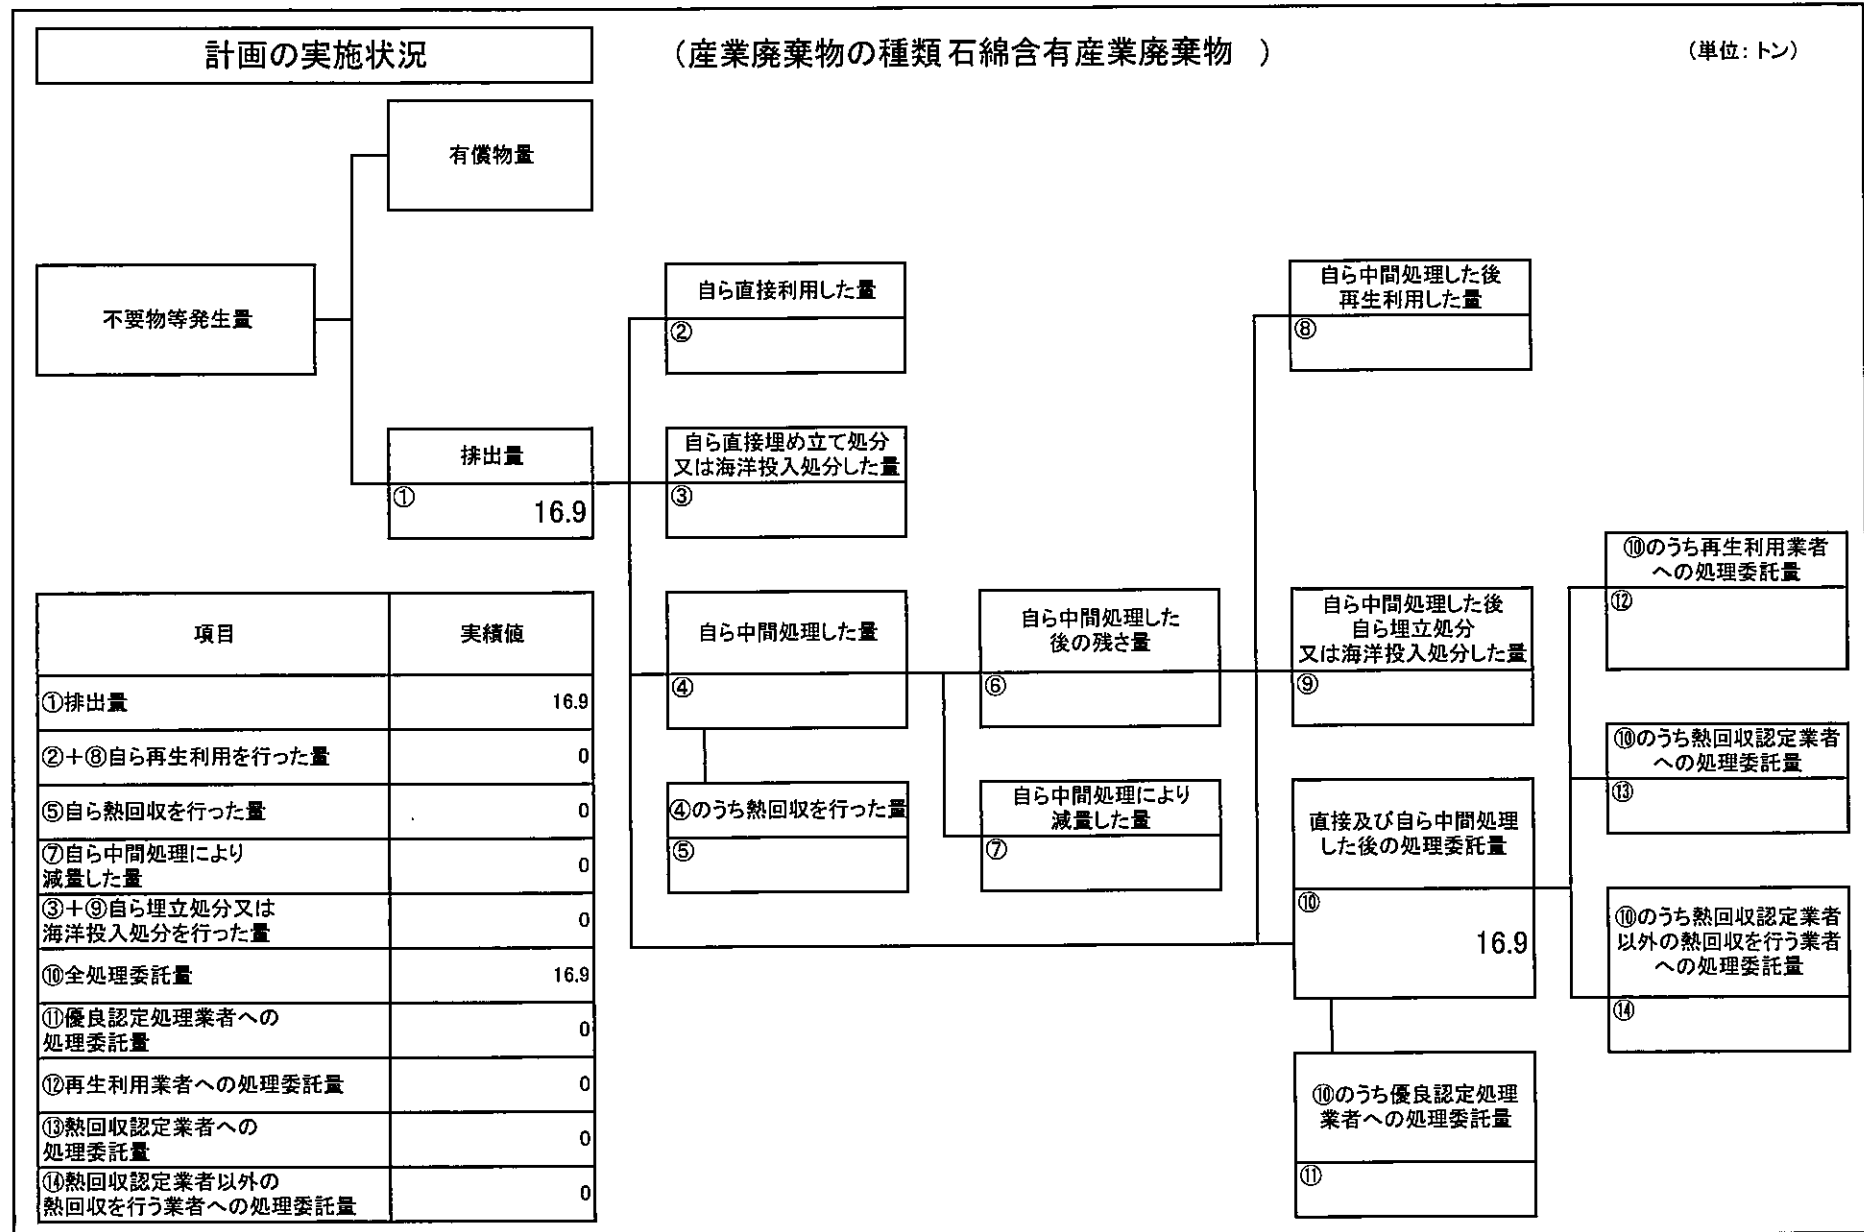 計画の実施状況
(産業廃棄物の種類 石綿含有産業廃棄物 )
(単位:トン)
有償物量
不要物等発生量
排出量
①
16.9
自ら直接利用した量
②
自ら直接埋め立て処分
又は海洋投入処分した量
③
自ら中間処理した量
④
④のうち熱回収を行った量
⑤
自ら中間処理した
後の残さ量
⑥
自ら中間処理により
減量した量
⑦
自ら中間処理した後
再生利用した量
⑧
自ら中間処理した後
自ら埋立処分
又は海洋投入処分した量
⑨
直接及び自ら中間処理
した後の処理委託量
⑩
16.9
⑩のうち優良認定処理
業者への処理委託量
⑪
⑩のうち再生利用業者
への処理委託量
⑫
⑩のうち熱回収認定業者
への処理委託量
⑬
⑩のうち熱回収認定業者
以外の熱回収を行う業者
への処理委託量
⑭
項目 実績値
①排出量 16.9
②+⑧自ら再生利用を行った量 0
⑤自ら熱回収を行った量 0
⑦自ら中間処理により
減量した量 0
③+⑨自ら埋立処分又は
海洋投入処分を行った量 0
⑩全処理委託量 16.9
⑪優良認定処理業者への
処理委託量 0
⑫再生利用業者への処理委託量 0
⑬熱回収認定業者への
処理委託量 0
⑭熱回収認定業者以外の
熱回収を行う業者への処理委託量 0